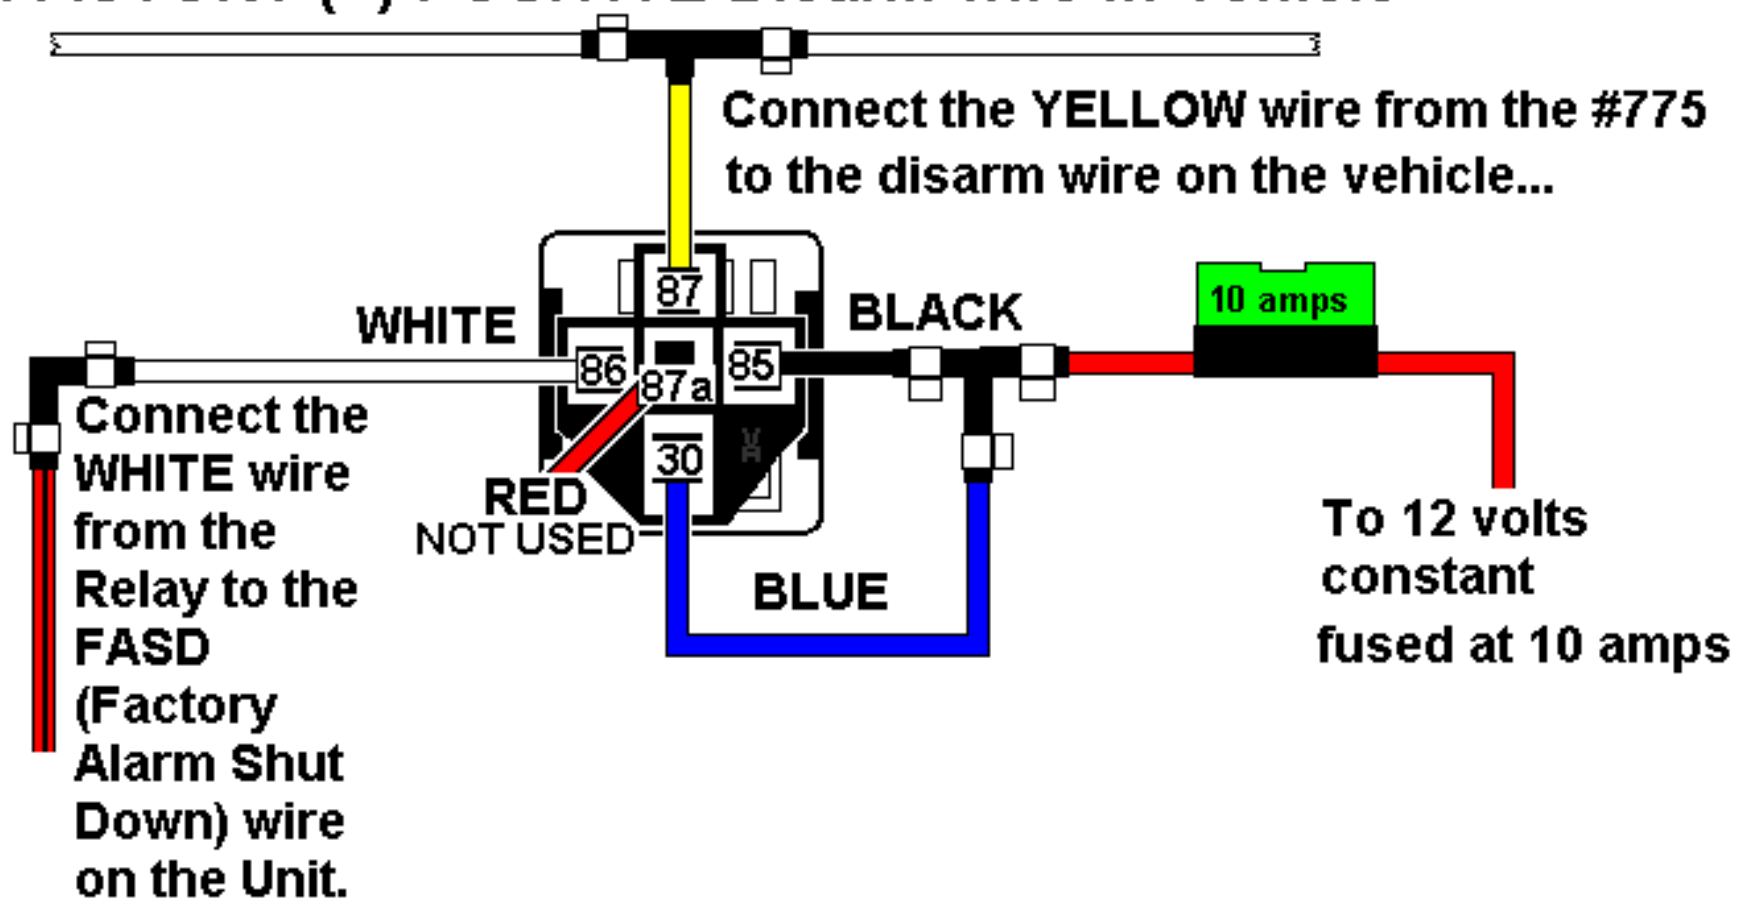 Connect the YELLOW wire from the #775
to the disarm wire on the vehicle...
87
WHITE
BLACK
10 amps
86
87a
85
Connect the
WHITE wire
from the
Relay to the
FASD
(Factory
Alarm Shut
Down) wire
on the Unit.
30
RED
NOT USED
BLUE
To 12 volts
constant
fused at 10 amps